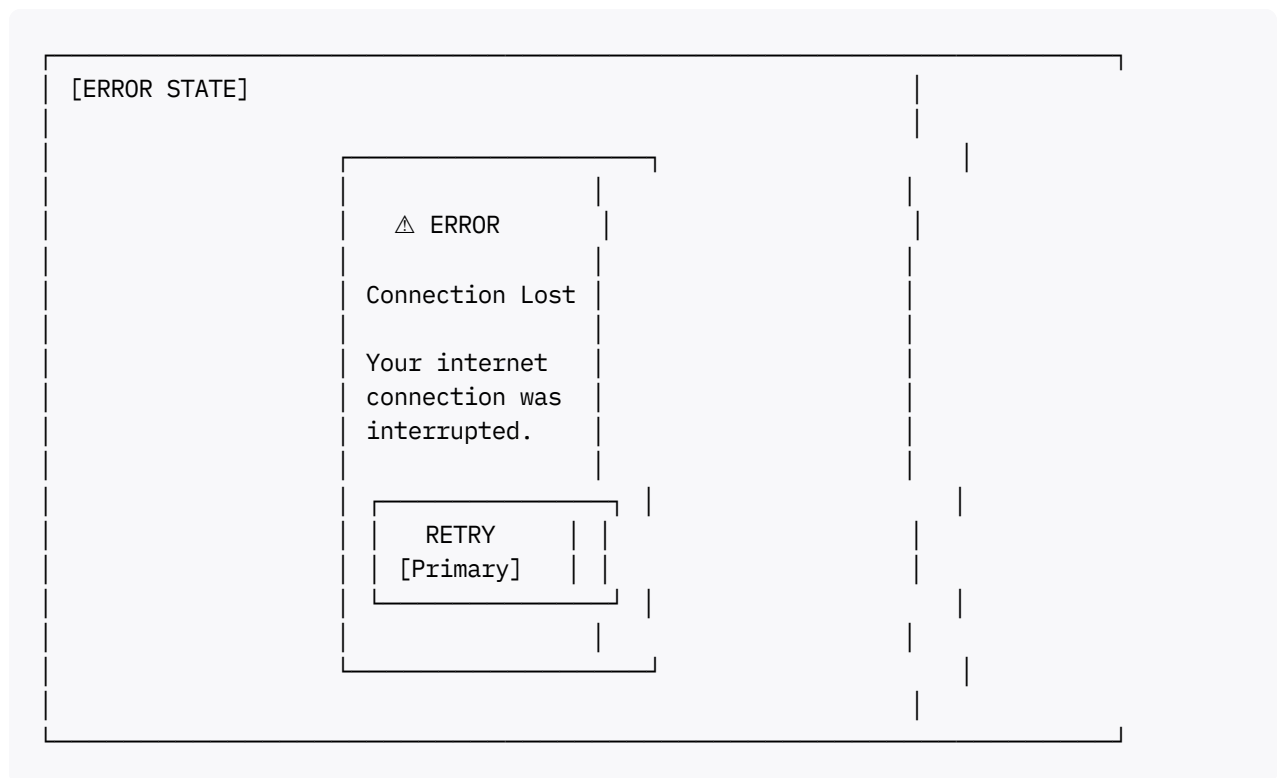 [ERROR STATE]
⚠ ERROR
Connection Lost
Your internet
connection was
interrupted.
RETRY
[Primary]